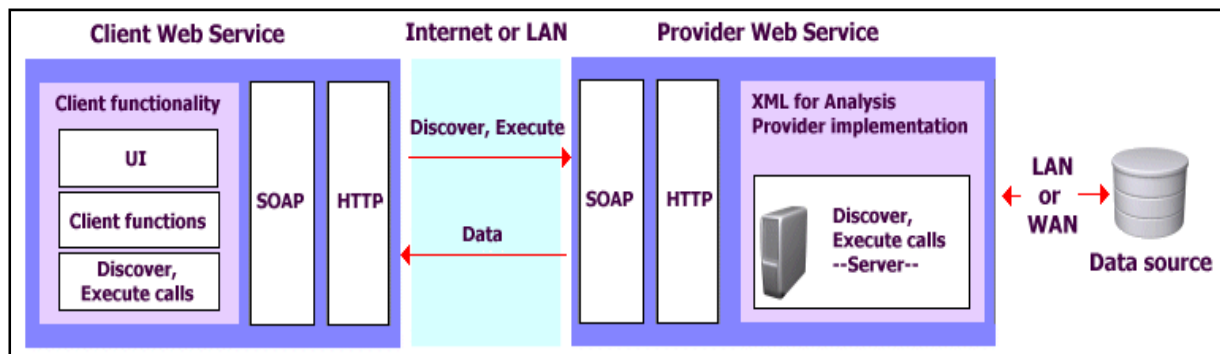 Client Web Service
Internet or LAN
Provider Web Service
Client functionality
UI
Client functions
Discover,
Execute calls
SOAP
HTTP
Discover, Execute
Data
SOAP
HTTP
XML for Analysis
Provider implementation
Discover,
Execute calls
--Server--
LAN
or
WAN
Data source